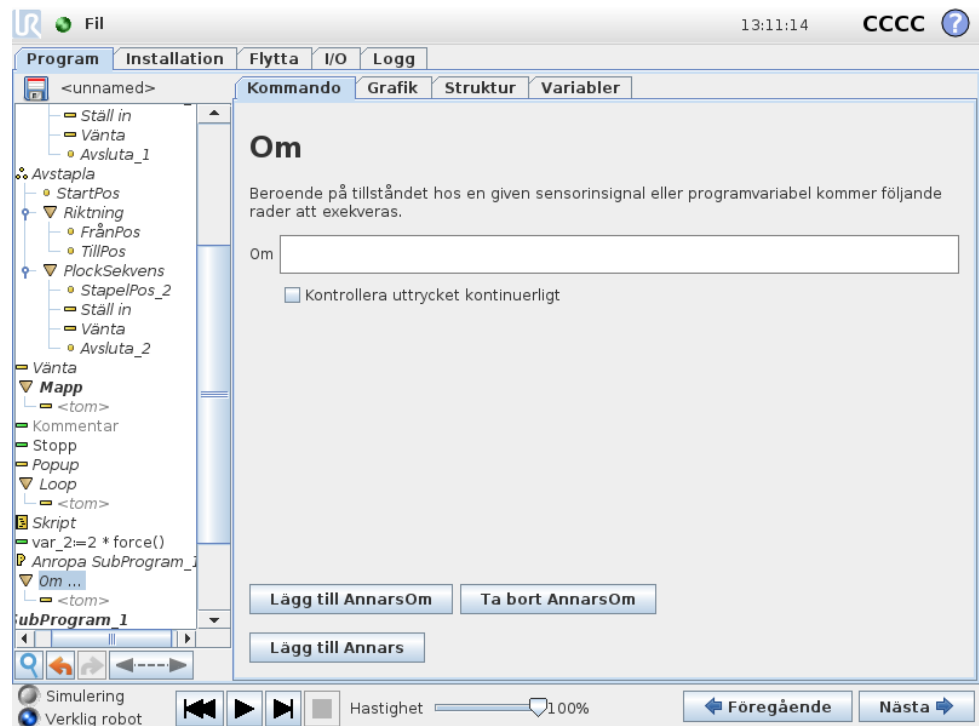 UR Fil 13:11:14 CCCC ?
Program Installation Flytta I/O Logg
<unnamed>
Kommando Grafik Struktur Variabler
Ställ in
Vänta
Avsluta_1
Avstapla
StartPos
Riktning
FrånPos
TillPos
PlockSekvens
StapelPos_2
Ställ in
Vänta
Avsluta_2
Vänta
Mapp
<tom>
Kommentar
Stopp
Popup
Loop
<tom>
Skript
var_2:=2 * force()
Anropa SubProgram_1
Om ...
<tom>
SubProgram_1
Om
Beroende på tillståndet hos en given sensorinsignal eller programvariabel kommer följande
rader att exekveras.
Om
Kontrollera uttrycket kontinuerligt
Lägg till AnnarsOm Ta bort AnnarsOm
Lägg till Annars
Simulering
Verklig robot
Hastighet 100%
Föregående Nästa